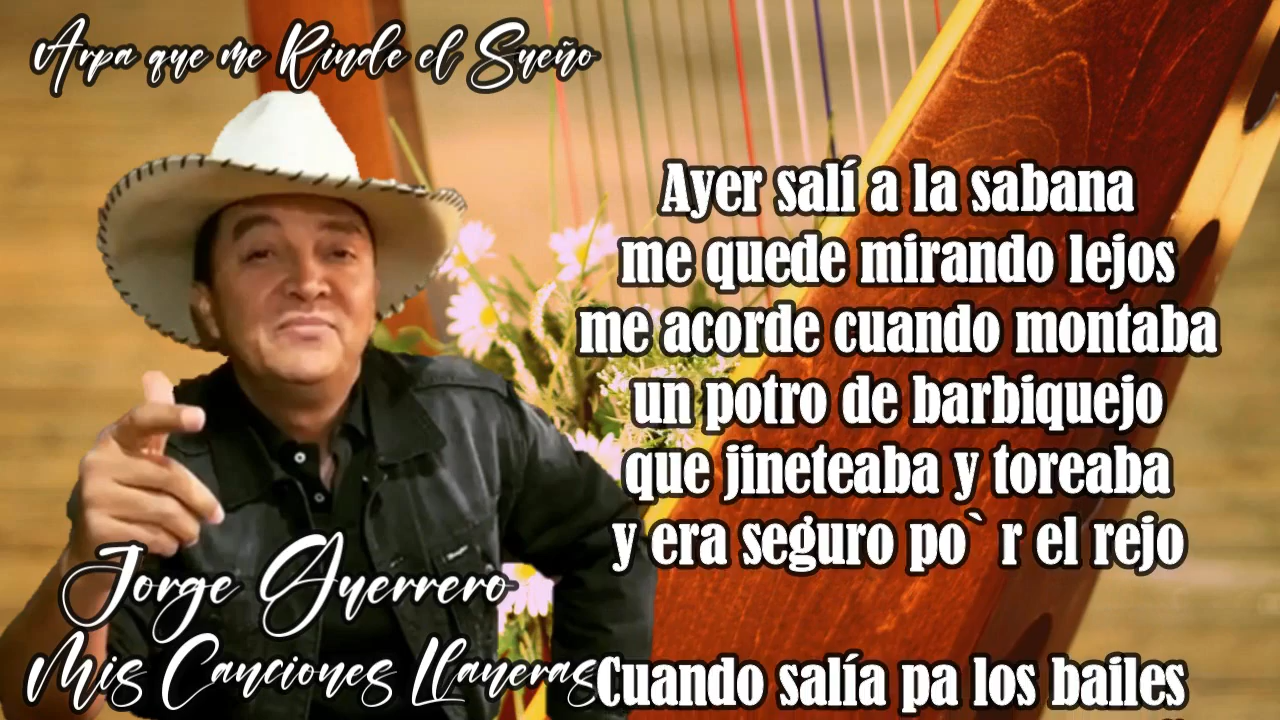 Arpa que me Rinde el Sueño
Ayer salí a la sabana
me quede mirando lejos
me acorde cuando montaba
un potro de barbiquejo
que jineteaba y toreaba
y era seguro po` r el rejo
Cuando salía pa los bailes
Jorge Guerrero
Mis Canciones Llaneras